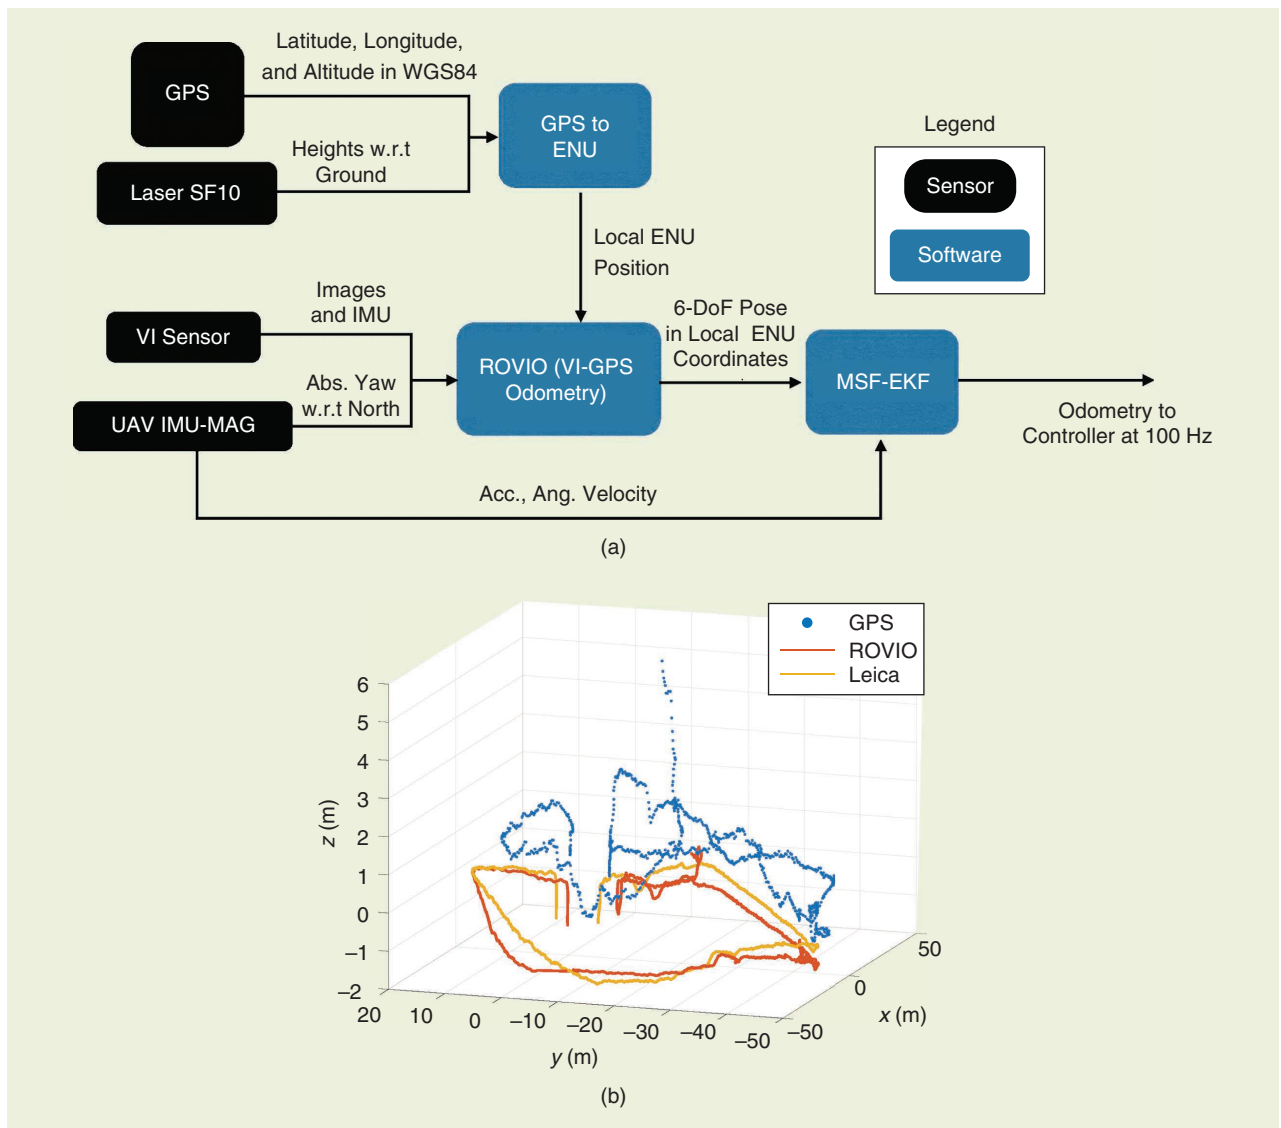 Latitude, Longitude,
and Altitude in WGS84
GPS
GPS to
ENU
Legend
Heights w.r.t
Ground
Laser SF10
Sensor
Local ENU
Position
Software
Images
and IMU
6-DoF Pose
in Local ENU
Coordinates
VI Sensor
ROVIO (VI-GPS
Odometry)
MSF-EKF
Abs. Yaw
w.r.t North
UAV IMU-MAG
Odometry to
Controller at 100 Hz
Acc., Ang. Velocity
(a)
GPS
ROVIO
Leica
6
5
4
3
2
1
0
–1
–2
z (m)
20
10
0
–10
–20
–30
–40
–50
y (m)
–50
0
50
x (m)
(b)